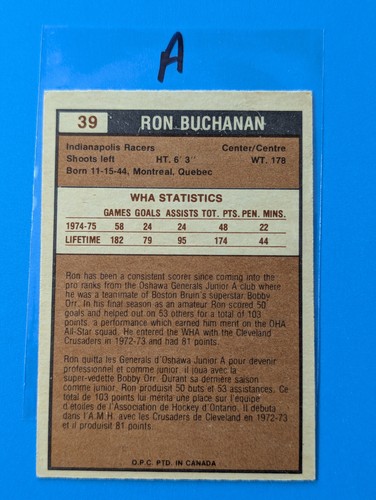 A
39 RON BUCHANAN
Indianapolis Racers Center/Centre
Shoots left HT. 6' 3" WT. 178
Born 11-15-44, Montreal, Quebec
WHA STATISTICS
GAMES GOALS ASSISTS TOT. PTS. PEN. MINS.
1974-75 58 24 24 48 22
LIFETIME 182 79 95 174 44
Ron has been a consistent scorer since coming into the
pro ranks from the Oshawa Generals Junior A club where
he was a teammate of Boston Bruin's superstar Bobby
Orr. In his final season as an amateur Ron scored 50
goals and helped out on 53 others for a total of 103
points, a performance which earned him merit on the OHA
All-Star squad. He entered the WHA with the Cleveland
Crusaders in 1972-73 and had 81 points.
Ron quitta les Generals d'Oshawa Junior A pour devenir
professionnel et comme junior, il joua avec la
super-vedette Bobby Orr. Durant sa dernière saison
comme junior, Ron produisit 50 buts et 53 assistances. Ce
total de 103 points lui mérita une place sur l'équipe
d'étoiles de l'Association de Hockey d'Ontario. Il débuta
dans l'A.M.H. avec les Crusaders de Cleveland en 1972-73
et y produisit 81 points.
O.P.C. PTD. IN CANADA